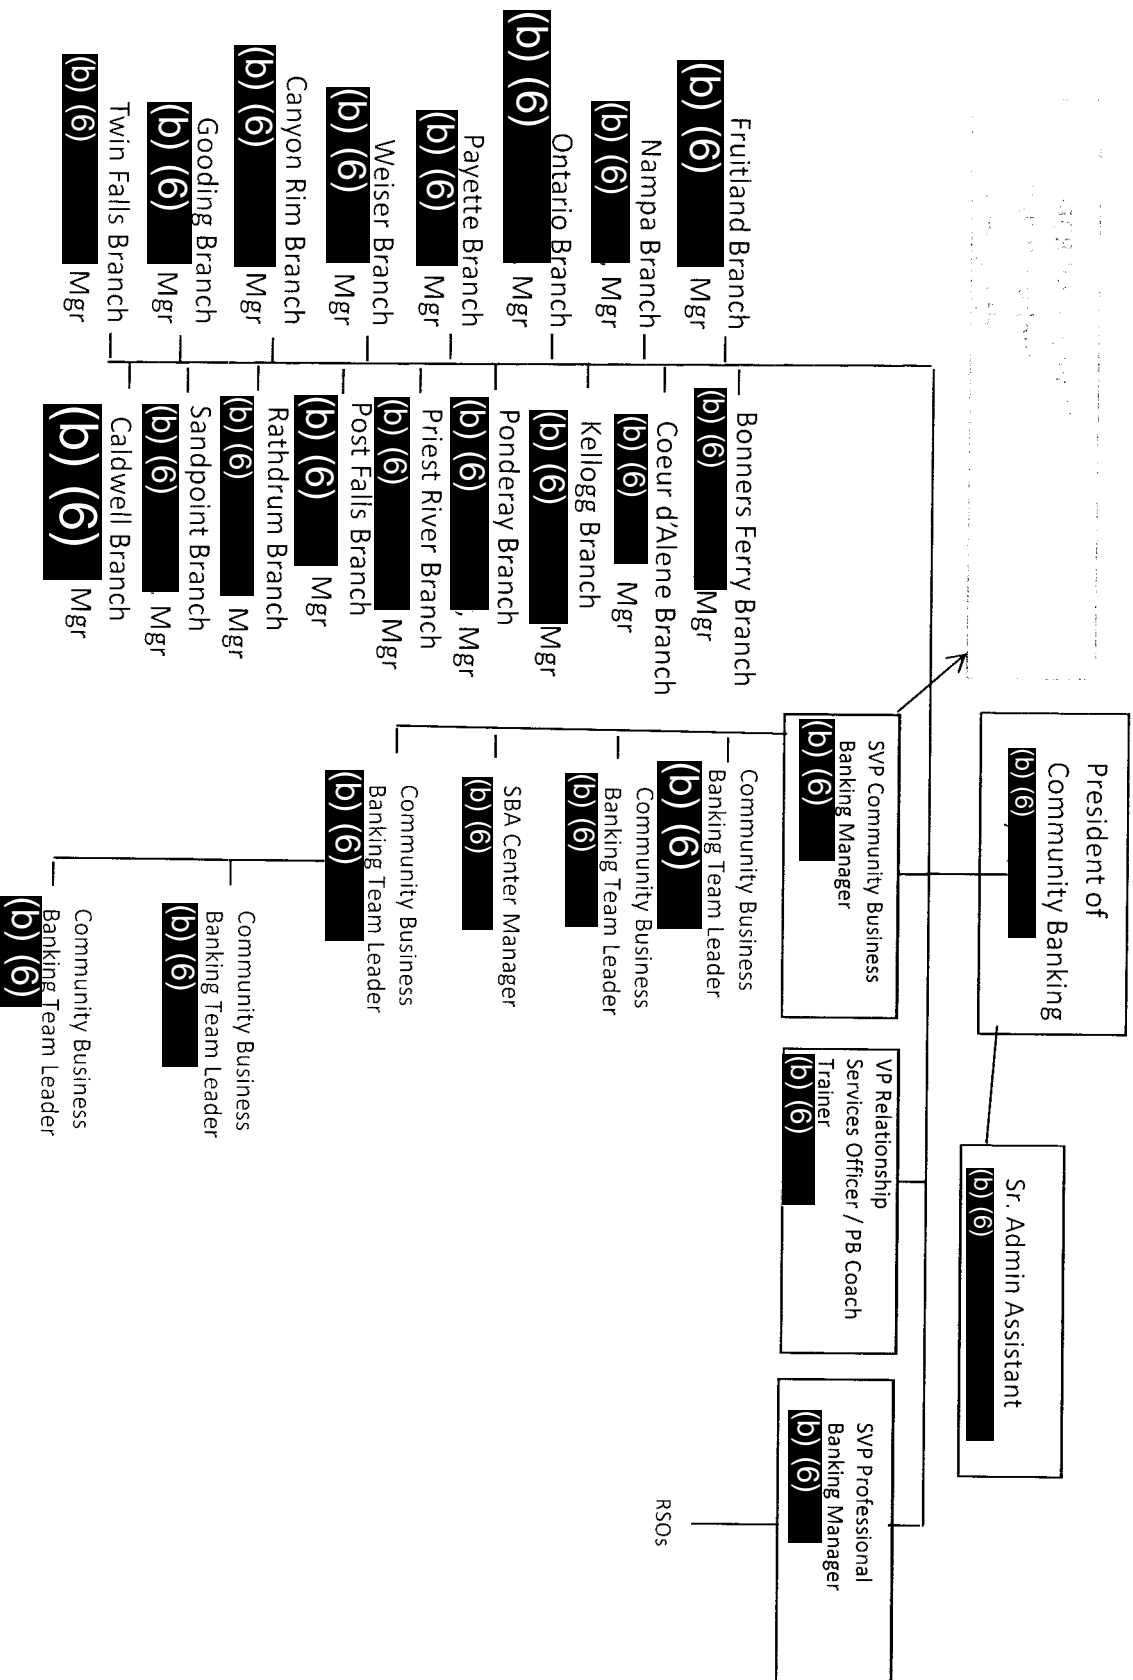 President of
Community Banking
(b) (6)
Sr. Admin Assistant
(b) (6)
SVP Community Business
Banking Manager
(b) (6)
VP Relationship
Services Officer / PB Coach
Trainer
(b) (6)
SVP Professional
Banking Manager
(b) (6)
RSOs
Fruitland Branch
(b) (6) Mgr
Nampa Branch
(b) (6), Mgr
Ontario Branch
(b) (6) Mgr
Payette Branch
(b) (6) Mgr
Weiser Branch
(b) (6) Mgr
Canyon Rim Branch
(b) (6) Mgr
Gooding Branch
(b) (6) Mgr
Twin Falls Branch
(b) (6) Mgr
Bonners Ferry Branch
(b) (6) Mgr
Coeur d'Alene Branch
(b) (6) Mgr
Kellogg Branch
(b) (6) Mgr
Ponderay Branch
(b) (6), Mgr
Priest River Branch
(b) (6) Mgr
Post Falls Branch
(b) (6) Mgr
Rathdrum Branch
(b) (6) Mgr
Sandpoint Branch
(b) (6) Mgr
Caldwell Branch
(b) (6) Mgr
Community Business
Banking Team Leader
(b) (6)
Community Business
Banking Team Leader
(b) (6)
SBA Center Manager
(b) (6)
Community Business
Banking Team Leader
(b) (6)
Community Business
Banking Team Leader
(b) (6)
Community Business
Banking Team Leader
(b) (6)